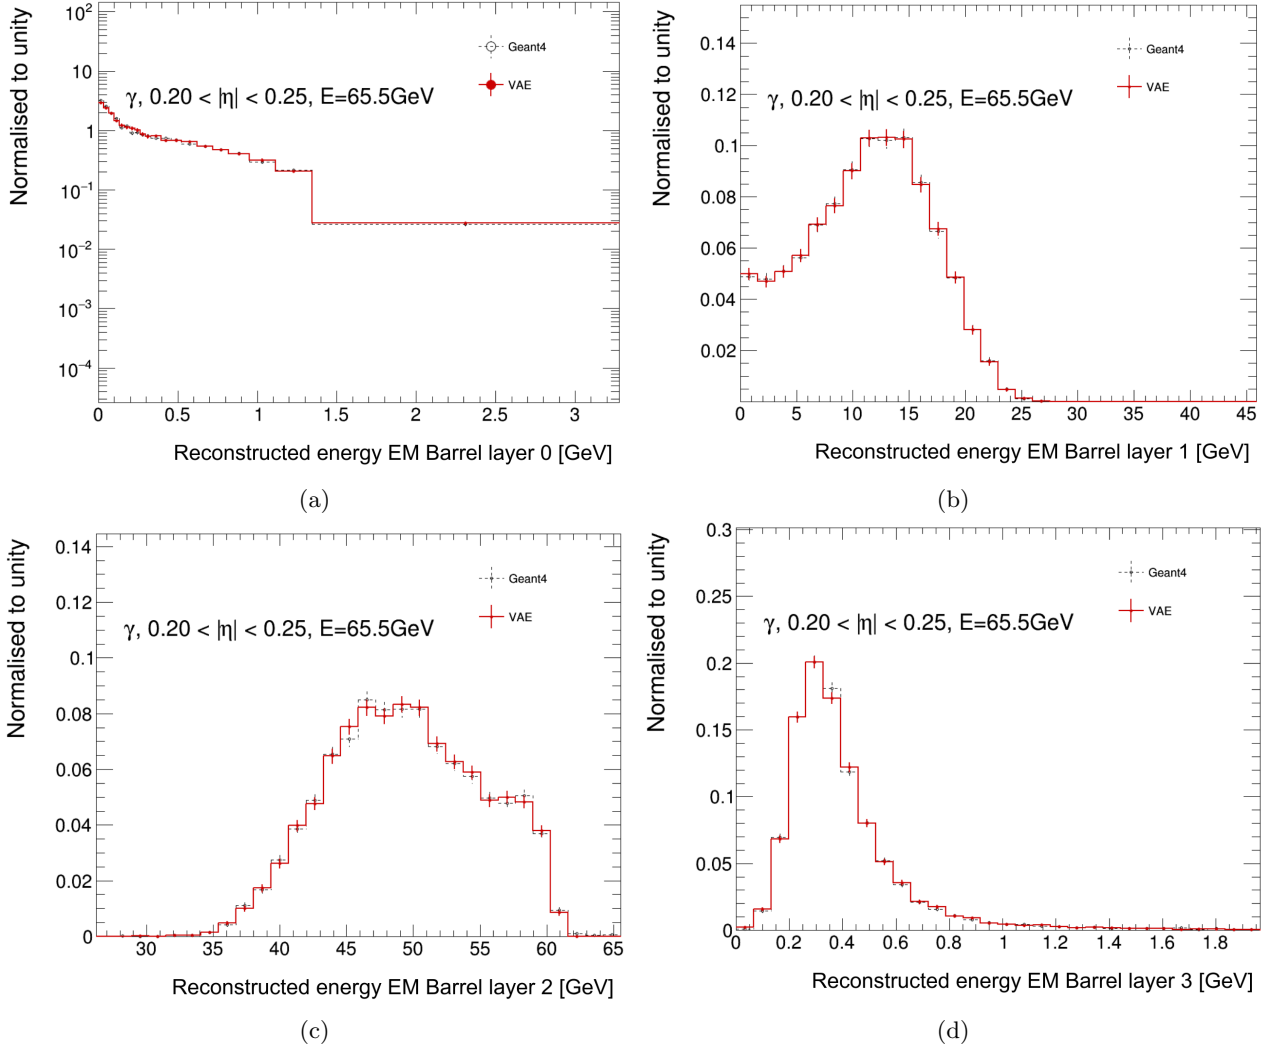 Normalised to unity
10²
10
1
10⁻¹
10⁻²
10⁻³
10⁻⁴
γ, 0.20 < |η| < 0.25, E=65.5GeV
Geant4
VAE
0 0.5 1 1.5 2 2.5 3
Reconstructed energy EM Barrel layer 0 [GeV]
(a)
Normalised to unity
0.14
0.12
0.1
0.08
0.06
0.04
0.02
γ, 0.20 < |η| < 0.25, E=65.5GeV
Geant4
VAE
0 5 10 15 20 25 30 35 40 45
Reconstructed energy EM Barrel layer 1 [GeV]
(b)
Normalised to unity
0.14
0.12
0.1
0.08
0.06
0.04
0.02
0
γ, 0.20 < |η| < 0.25, E=65.5GeV
Geant4
VAE
30 35 40 45 50 55 60 65
Reconstructed energy EM Barrel layer 2 [GeV]
(c)
Normalised to unity
0.3
0.25
0.2
0.15
0.1
0.05
0
γ, 0.20 < |η| < 0.25, E=65.5GeV
Geant4
VAE
0 0.2 0.4 0.6 0.8 1 1.2 1.4 1.6 1.8
Reconstructed energy EM Barrel layer 3 [GeV]
(d)